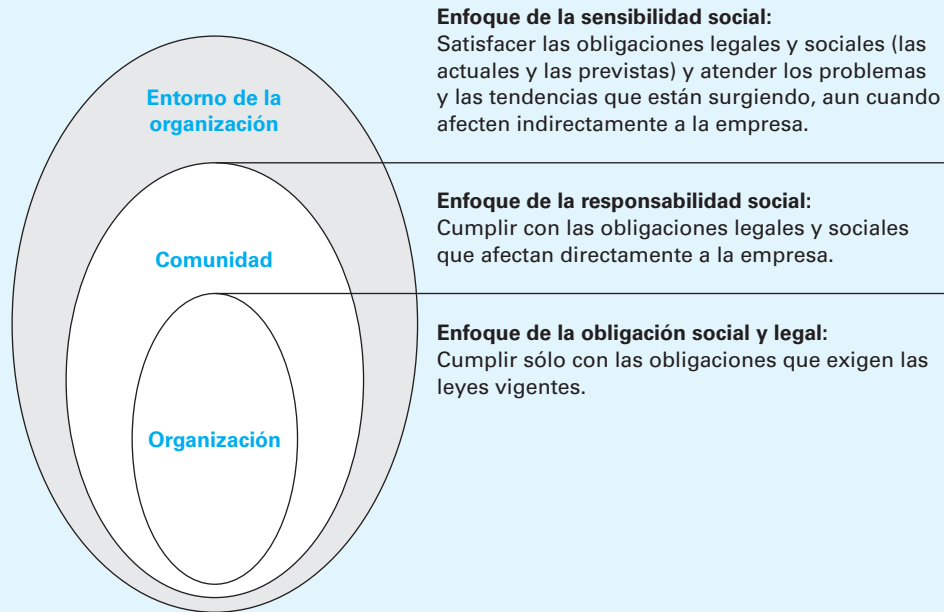 Enfoque de la sensibilidad social:
Satisfacer las obligaciones legales y sociales (las
actuales y las previstas) y atender los problemas
y las tendencias que están surgiendo, aun cuando
afecten indirectamente a la empresa.
Entorno de la
organización
Enfoque de la responsabilidad social:
Cumplir con las obligaciones legales y sociales
que afectan directamente a la empresa.
Comunidad
Enfoque de la obligación social y legal:
Cumplir sólo con las obligaciones que exigen las
leyes vigentes.
Organización